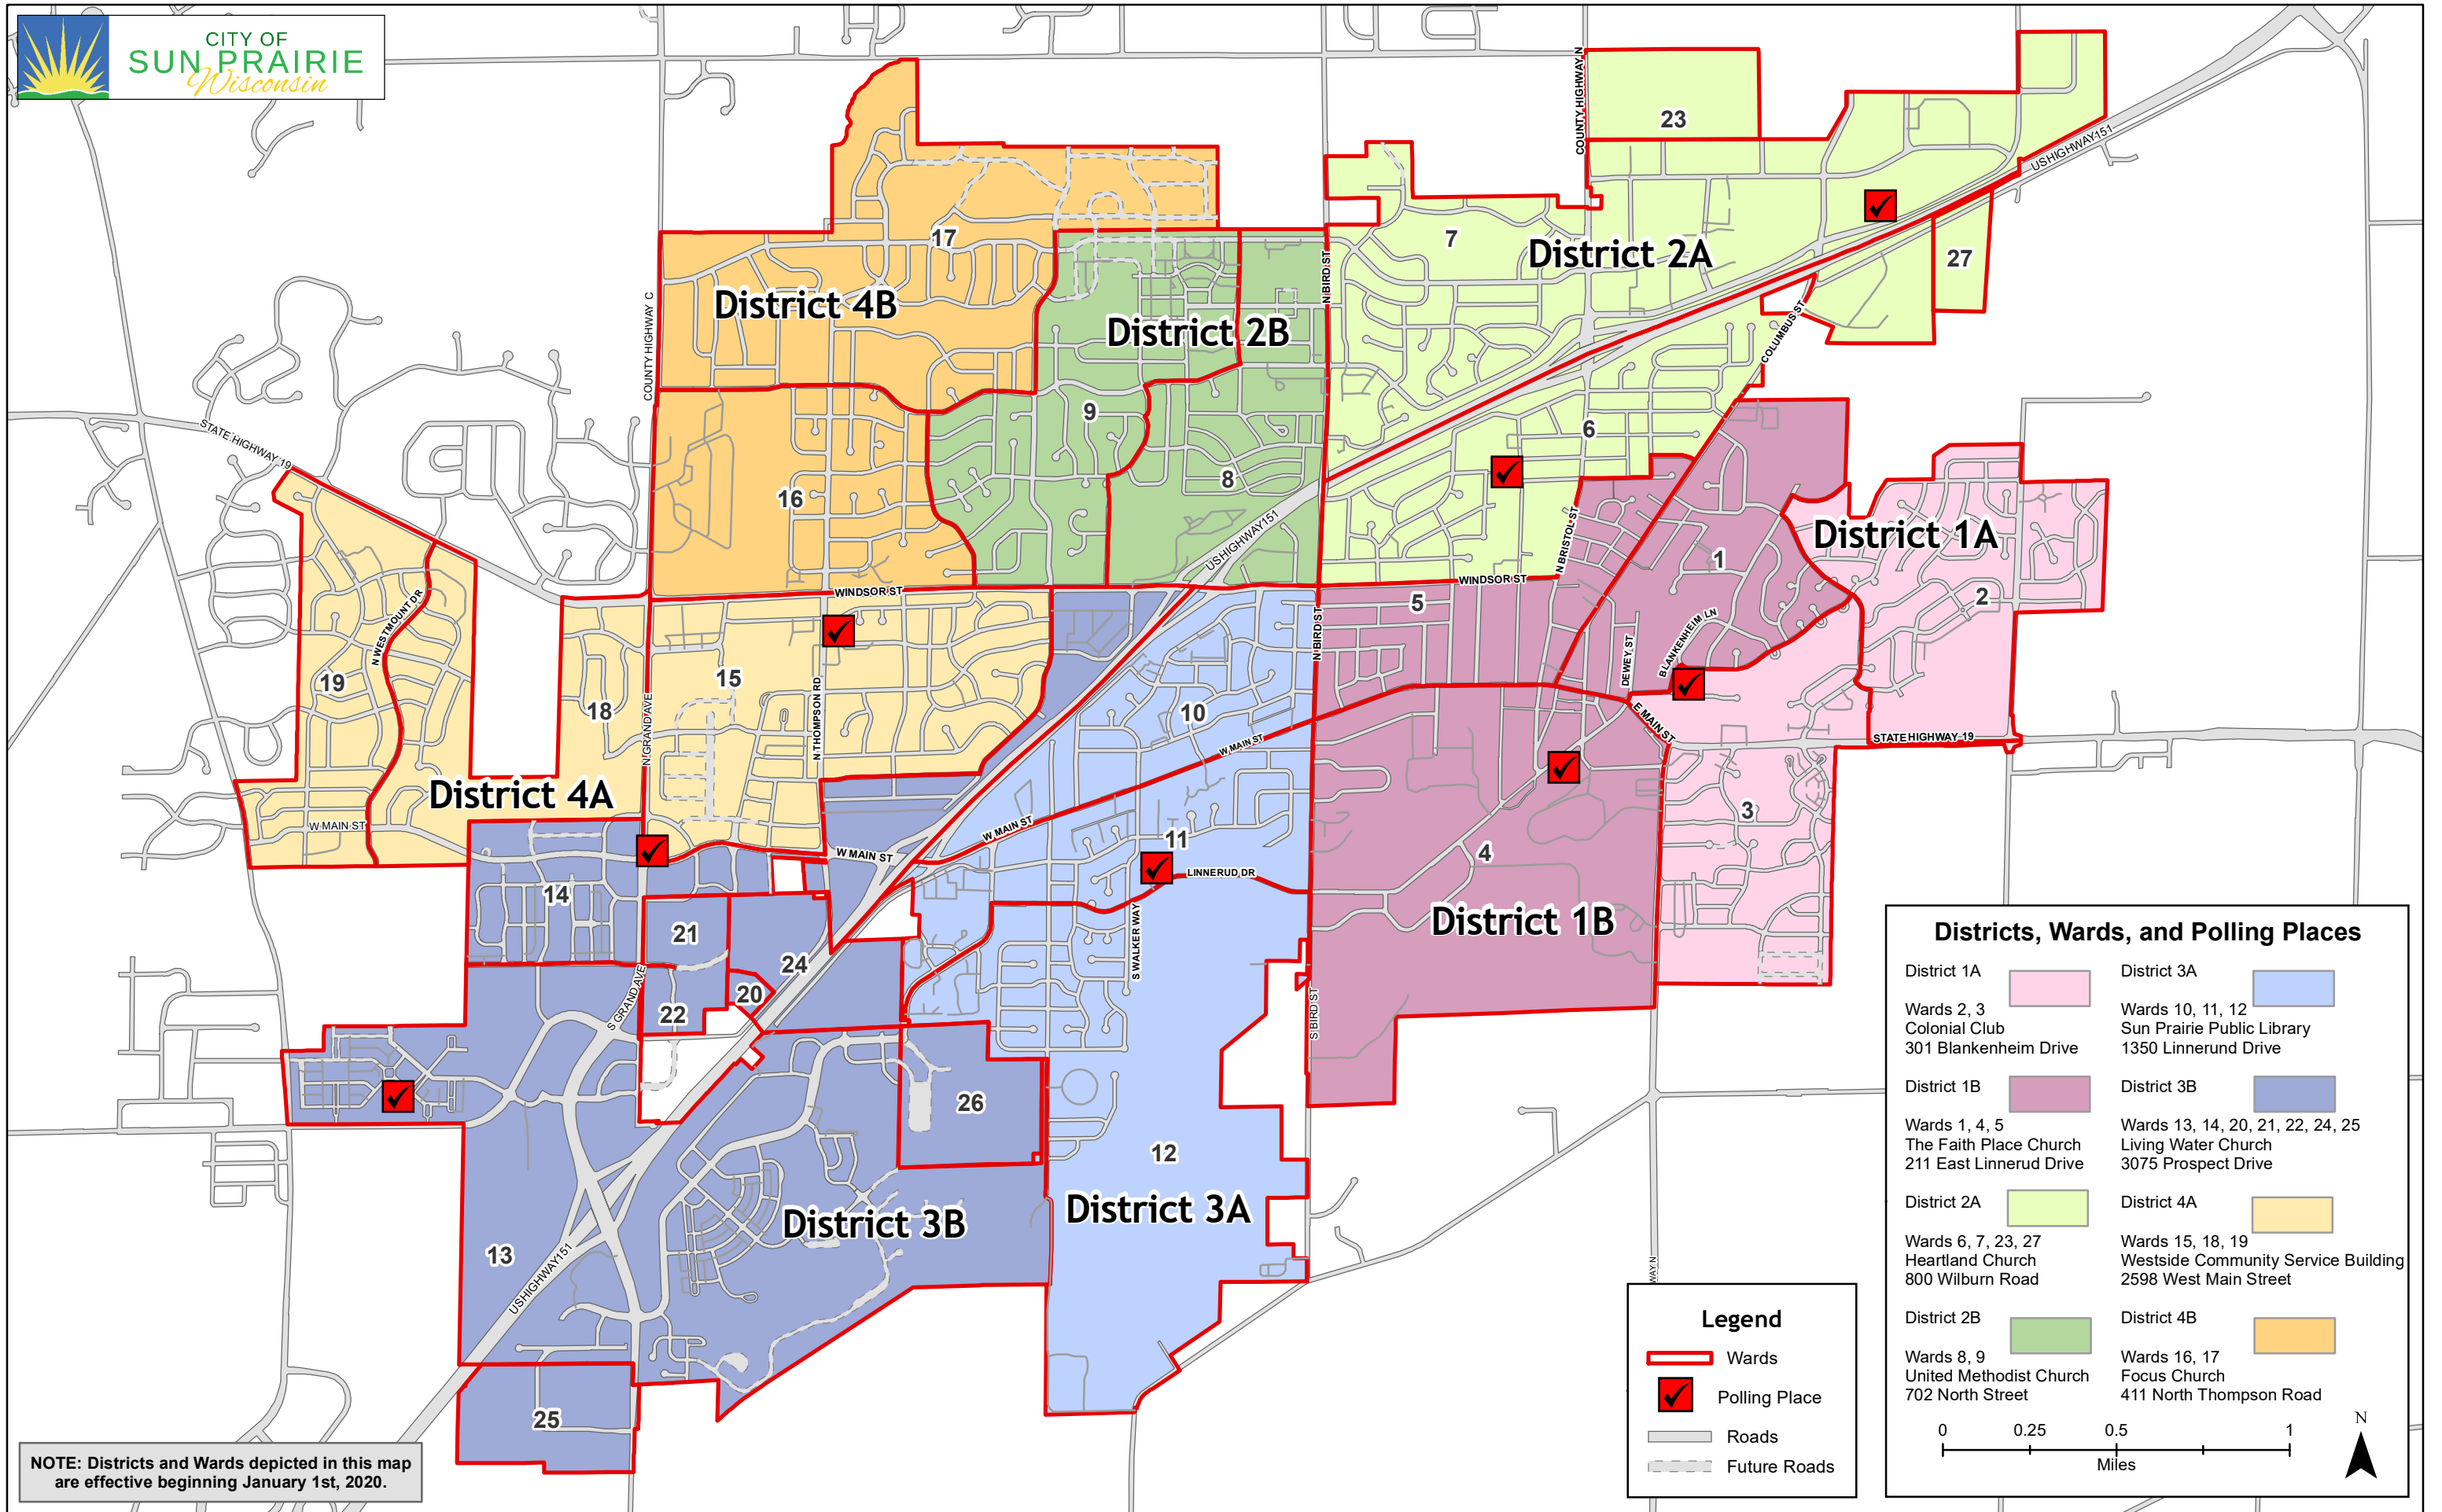 CITY OF
SUN PRAIRIE
Wisconsin
COUNTY HIGHWAY N
23
USHIGHWAY151
7
District 2A
27
17
District 4B
District 2B
N BIRD ST
COUNTY HIGHWAY C
COLUMBUS ST
STATE HIGHWAY 19
9
6
8
16
USHIGHWAY151
N BRISTOL ST
District 1A
1
2
WINDSOR ST
WINDSOR ST
5
N WESTMOUNT DR
N BIRD ST
DEWEY ST
BLANKENHEIM LN
19
15
18
N GRAND AVE
N THOMPSON RD
10
W MAIN ST
E MAIN ST
STATE HIGHWAY 19
District 4A
W MAIN ST
W MAIN ST
W MAIN ST
11
3
4
LINNERUD DR
14
21
24
20
22
S GRAND AVE
S WALKER WAY
S BIRD ST
District 1B
26
12
District 3A
District 3B
13
USHIGHWAY151
25
WAY N
Districts, Wards, and Polling Places
District 1A
Wards 2, 3
Colonial Club
301 Blankenheim Drive
District 1B
Wards 1, 4, 5
The Faith Place Church
211 East Linnerud Drive
District 2A
Wards 6, 7, 23, 27
Heartland Church
800 Wilburn Road
District 2B
Wards 8, 9
United Methodist Church
702 North Street
District 3A
Wards 10, 11, 12
Sun Prairie Public Library
1350 Linnerund Drive
District 3B
Wards 13, 14, 20, 21, 22, 24, 25
Living Water Church
3075 Prospect Drive
District 4A
Wards 15, 18, 19
Westside Community Service Building
2598 West Main Street
District 4B
Wards 16, 17
Focus Church
411 North Thompson Road
0 0.25 0.5 1
Miles
N
Legend
Wards
Polling Place
Roads
Future Roads
NOTE: Districts and Wards depicted in this map
are effective beginning January 1st, 2020.